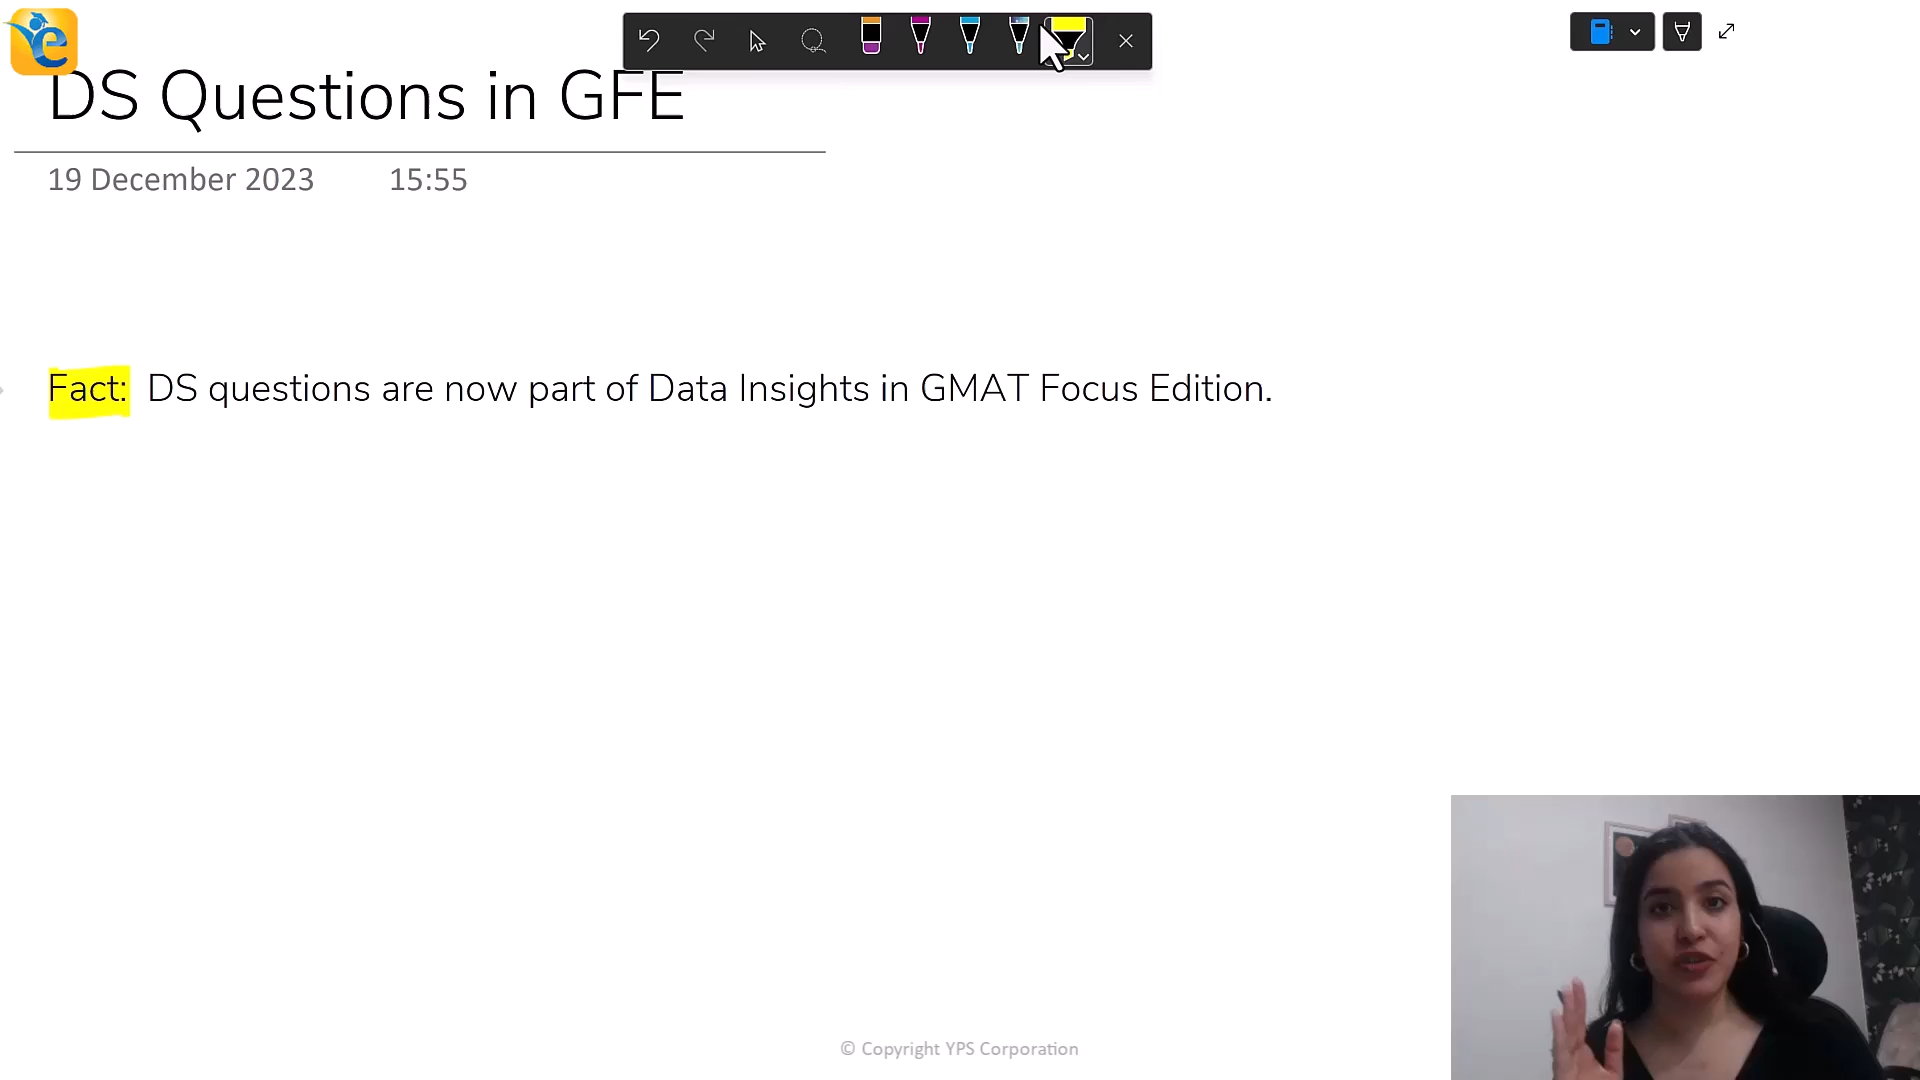 DS Questions in GFE
19 December 2023 15:55
Fact: DS questions are now part of Data Insights in GMAT Focus Edition.
© Copyright YPS Corporation